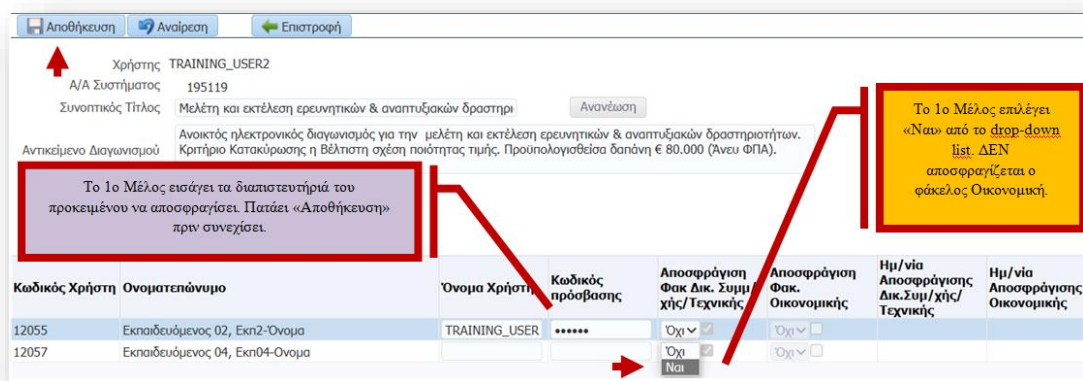 Αποθήκευση Αναίρεση Επιστροφή
Χρήστης TRAINING_USER2
Α/Α Συστήματος 195119
Συνοπτικός Τίτλος Μελέτη και εκτέλεση ερευνητικών & αναπτυξιακών δραστηρι Ανανέωση
Αντικείμενο Διαγωνισμού Ανοικτός ηλεκτρονικός διαγωνισμός για την μελέτη και εκτέλεση ερευνητικών & αναπτυξιακών δραστηριοτήτων.
Κριτήριο Κατακύρωσης η Βέλτιστη σχέση ποιότητας τιμής. Προϋπολογισθείσα δαπάνη € 80.000 (Άνευ ΦΠΑ).
Το 1ο Μέλος επιλέγει
«Ναι» από το drop-down
list. ΔΕΝ
αποσφραγίζεται ο
φάκελος Οικονομική.
Το 1ο Μέλος εισάγει τα διαπιστευτήριά του
προκειμένου να αποσφραγίσει. Πατάει «Αποθήκευση»
πριν συνεχίσει.
Κωδικός Χρήστη Ονοματεπώνυμο Όνομα Χρήστη
Κωδικός
πρόσβασης
Αποσφράγιση
Φακ Δικ. Συμμ/
χής/Τεχνικής
Αποσφράγιση
Φακ.
Οικονομικής
Ημ/νία
Αποσφράγισης
Δικ.Συμ/χής/
Τεχνικής
Ημ/νία
Αποσφράγισης
Οικονομικής
12055 Εκπαιδευόμενος 02, Εκπ2-Όνομα TRAINING_USER •••••• Όχι Όχι
12057 Εκπαιδευόμενος 04, Εκπ04-Ονομα Όχι Όχι
Ναι